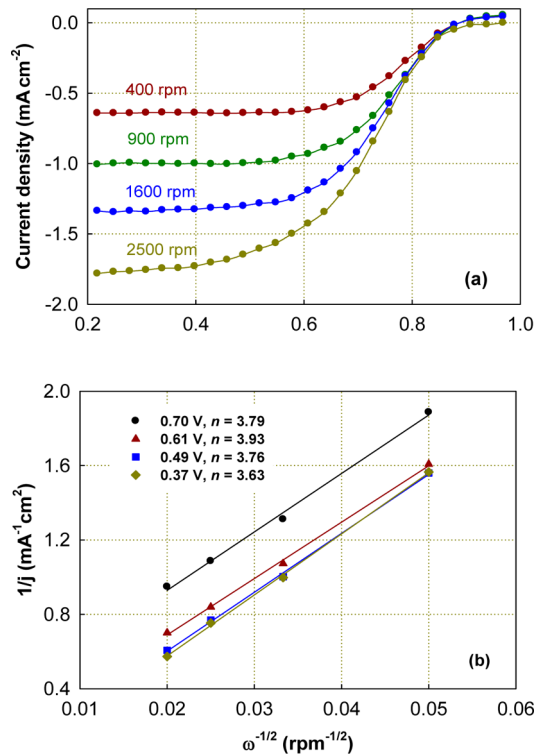 0.0
-0.5
-1.0
-1.5
-2.0
Current density (mA cm⁻²)
400 rpm
900 rpm
1600 rpm
2500 rpm
(a)
0.2 0.4 0.6 0.8 1.0
2.0
1.6
1.2
0.8
0.4
1/j (mA⁻¹cm²)
0.70 V, n = 3.79
0.61 V, n = 3.93
0.49 V, n = 3.76
0.37 V, n = 3.63
(b)
0.01 0.02 0.03 0.04 0.05 0.06
ω⁻¹/² (rpm⁻¹/²)